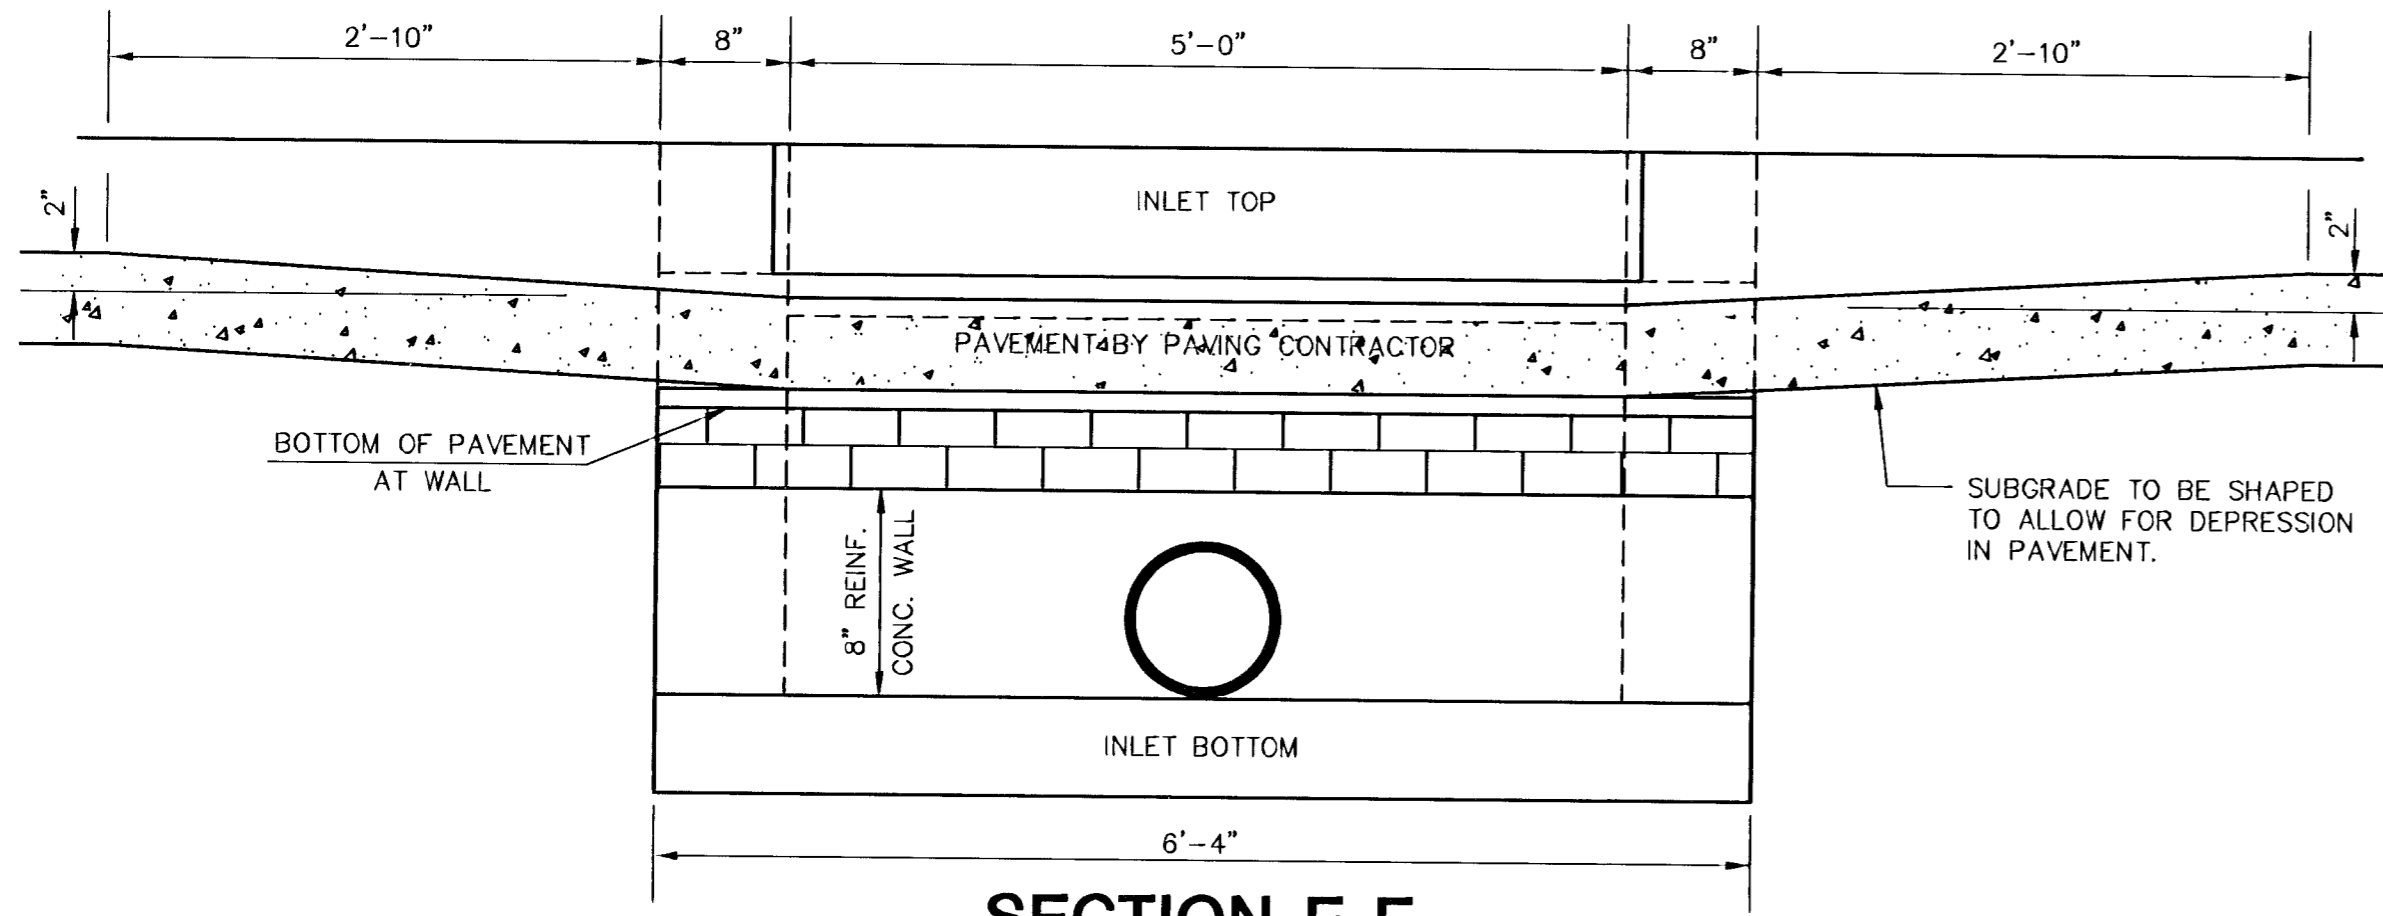 2'-10"
8"
5'-0"
8"
2'-10"
2"
INLET TOP
2"
PAVEMENT BY PAVING CONTRACTOR
BOTTOM OF PAVEMENT
AT WALL
8" REINF.
CONC. WALL
SUBGRADE TO BE SHAPED
TO ALLOW FOR DEPRESSION
IN PAVEMENT.
INLET BOTTOM
6'-4"